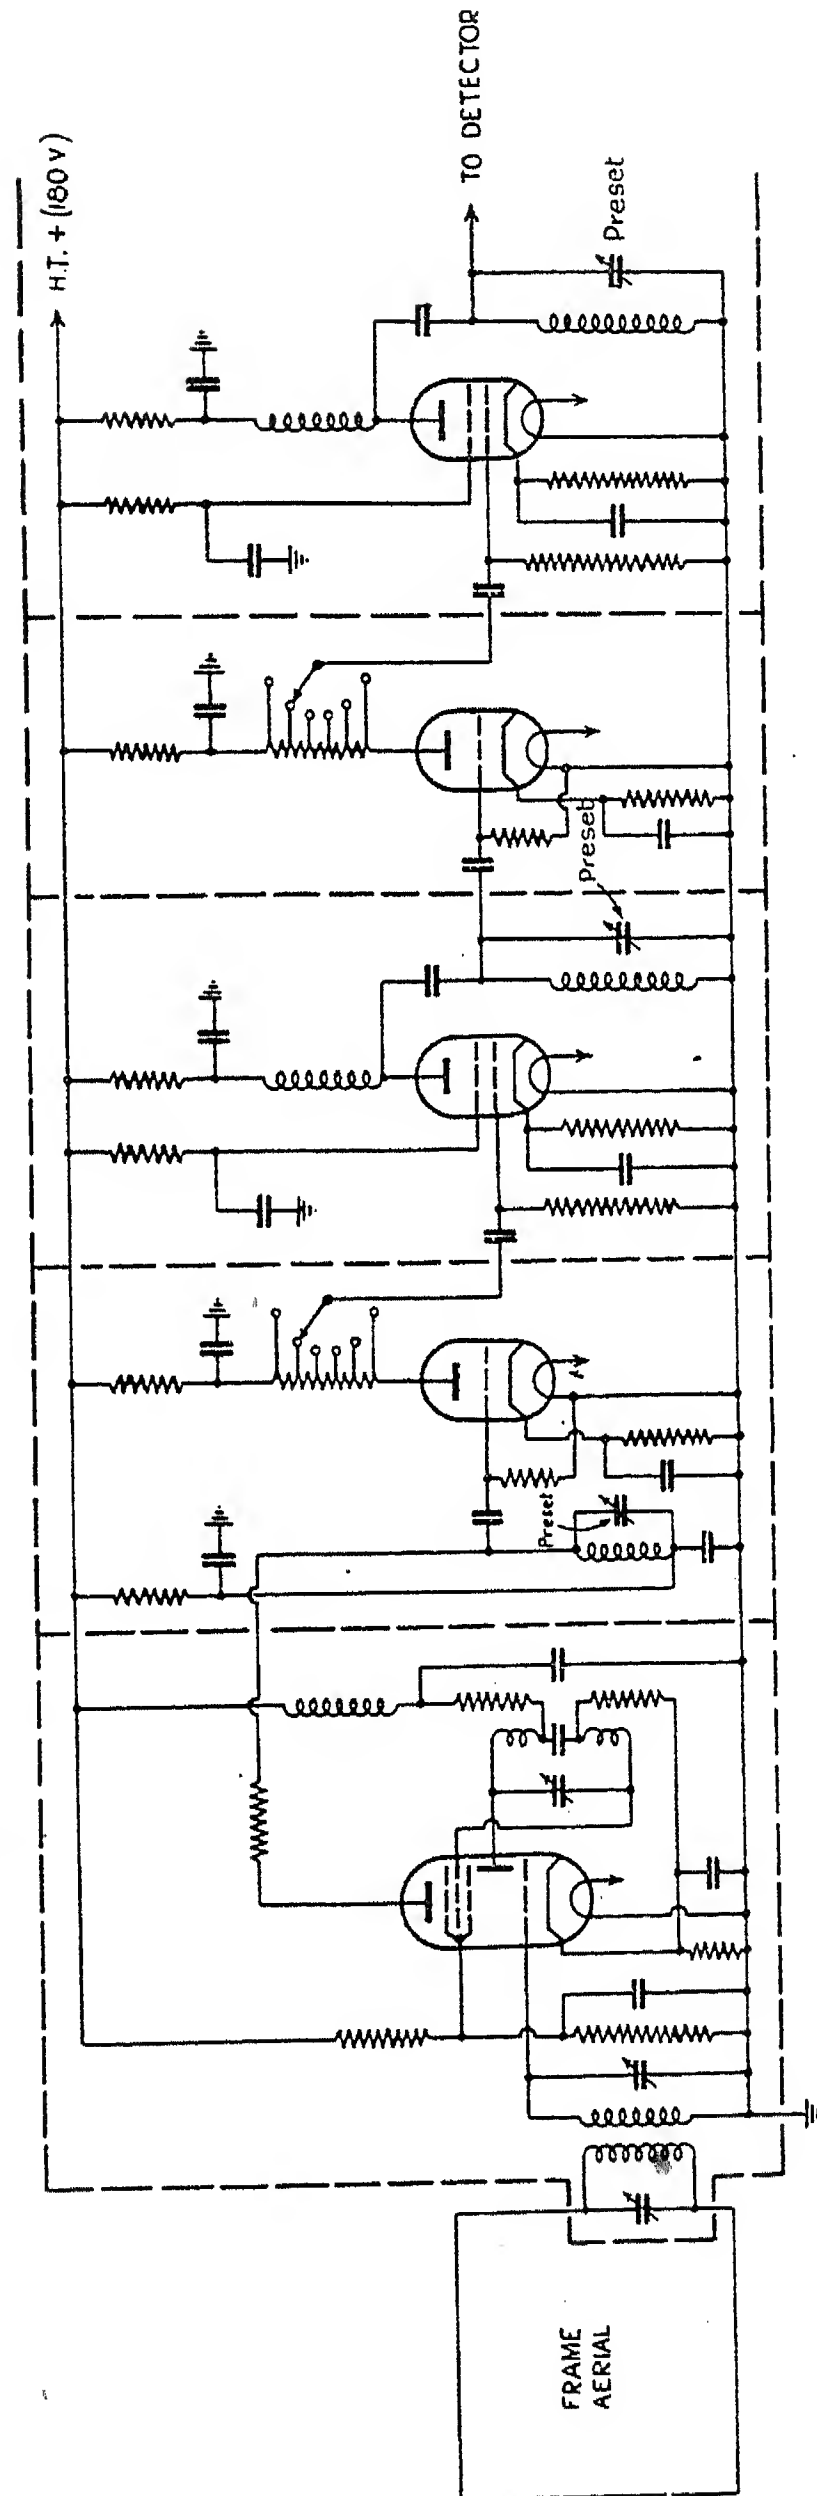 H.T. + (180 V)
TO DETECTOR
Preset
Preset
Preset
FRAME
AERIAL